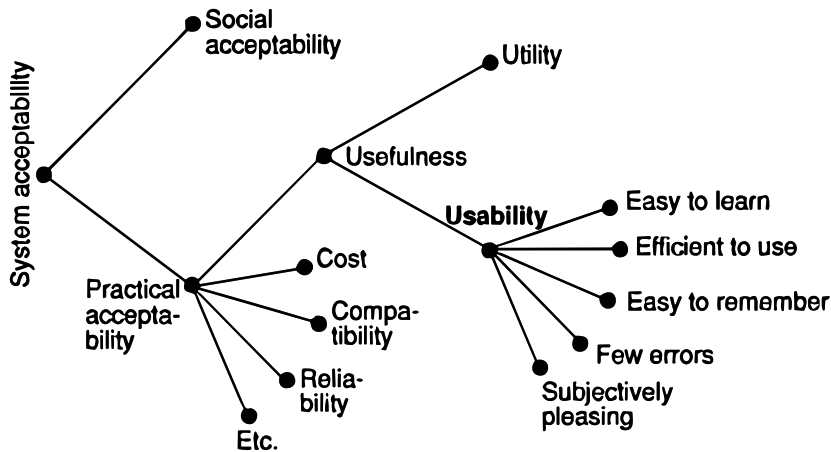 System acceptability
Social
acceptability
Utility
Usefulness
Usability
Easy to learn
Efficient to use
Easy to remember
Few errors
Subjectively
pleasing
Practical
accepta-
bility
Cost
Compa-
tibility
Relia-
bility
Etc.